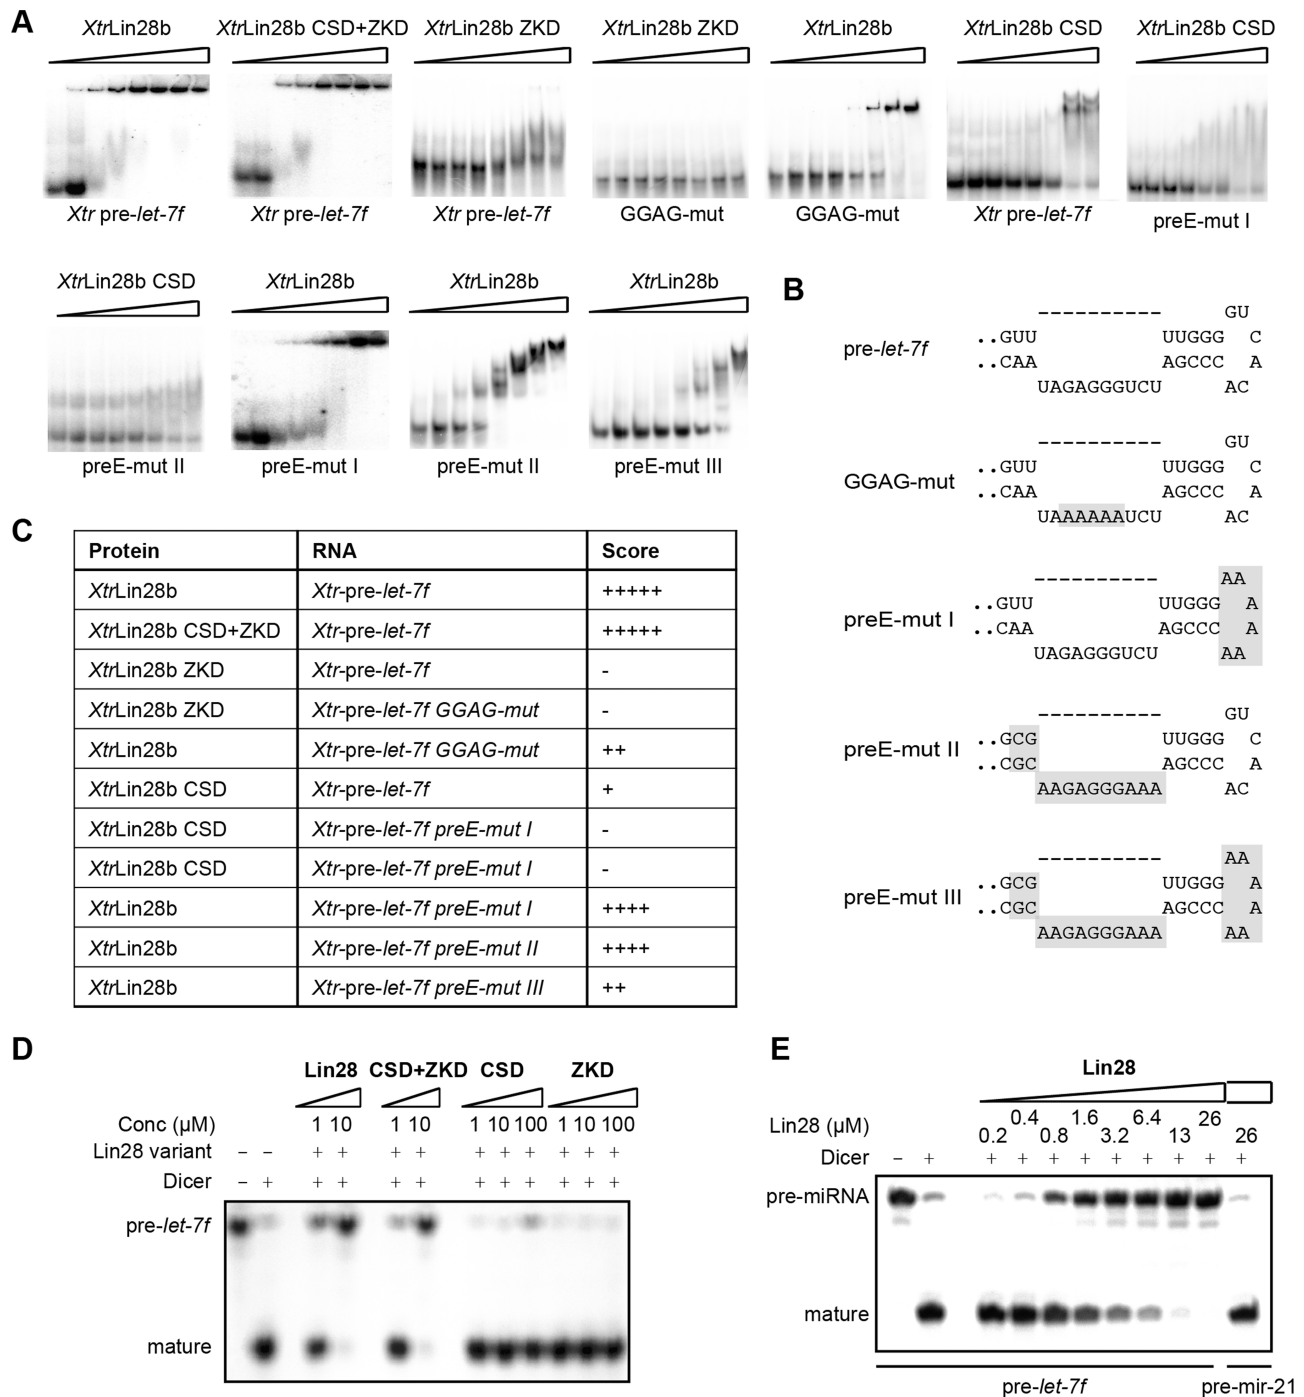 A
XtrLin28b XtrLin28b CSD+ZKD XtrLin28b ZKD XtrLin28b ZKD XtrLin28b XtrLin28b CSD XtrLin28b CSD
Xtr pre-let-7f Xtr pre-let-7f Xtr pre-let-7f GGAG-mut GGAG-mut Xtr pre-let-7f preE-mut I
XtrLin28b CSD XtrLin28b XtrLin28b XtrLin28b
preE-mut II preE-mut I preE-mut II preE-mut III
B
---------- GU
pre-let-7f ..GUU UUGGG C
..CAA AGCCC A
UAGAGGGUCU AC
---------- GU
GGAG-mut ..GUU UUGGG C
..CAA AGCCC A
UAAAAAAUCU AC
---------- AA
preE-mut I ..GUU UUGGG A
..CAA AGCCC A
UAGAGGGUCU AA
---------- GU
preE-mut II ..GCG UUGGG C
..CGC AGCCC A
AAGAGGGAAA AC
---------- AA
preE-mut III ..GCG UUGGG A
..CGC AGCCC A
AAGAGGGAAA AA
C
Protein RNA Score
XtrLin28b Xtr-pre-let-7f +++++
XtrLin28b CSD+ZKD Xtr-pre-let-7f +++++
XtrLin28b ZKD Xtr-pre-let-7f -
XtrLin28b ZKD Xtr-pre-let-7f GGAG-mut -
XtrLin28b Xtr-pre-let-7f GGAG-mut ++
XtrLin28b CSD Xtr-pre-let-7f +
XtrLin28b CSD Xtr-pre-let-7f preE-mut I -
XtrLin28b CSD Xtr-pre-let-7f preE-mut I -
XtrLin28b Xtr-pre-let-7f preE-mut I ++++
XtrLin28b Xtr-pre-let-7f preE-mut II ++++
XtrLin28b Xtr-pre-let-7f preE-mut III ++
D
Lin28 CSD+ZKD CSD ZKD
Conc (µM) 1 10 1 10 1 10 100 1 10 100
Lin28 variant – – + + + + + + + + + +
Dicer – + + + + + + + + + + +
pre-let-7f
mature
E
Lin28
0.4 1.6 6.4 26
Lin28 (µM) 0.2 0.8 3.2 13 26
Dicer – + + + + + + + + + +
pre-miRNA
mature
pre-let-7f pre-mir-21